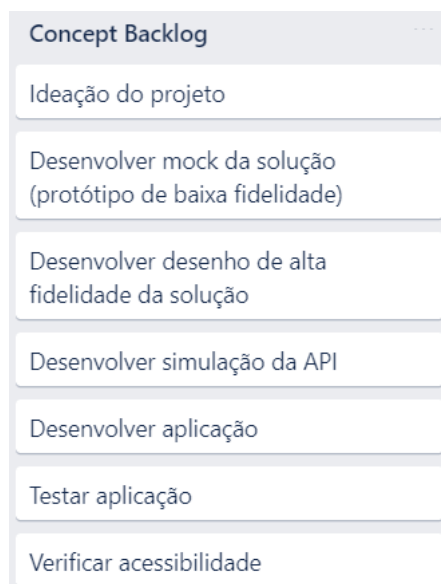 Concept Backlog
Ideação do projeto
Desenvolver mock da solução
(protótipo de baixa fidelidade)
Desenvolver desenho de alta
fidelidade da solução
Desenvolver simulação da API
Desenvolver aplicação
Testar aplicação
Verificar acessibilidade